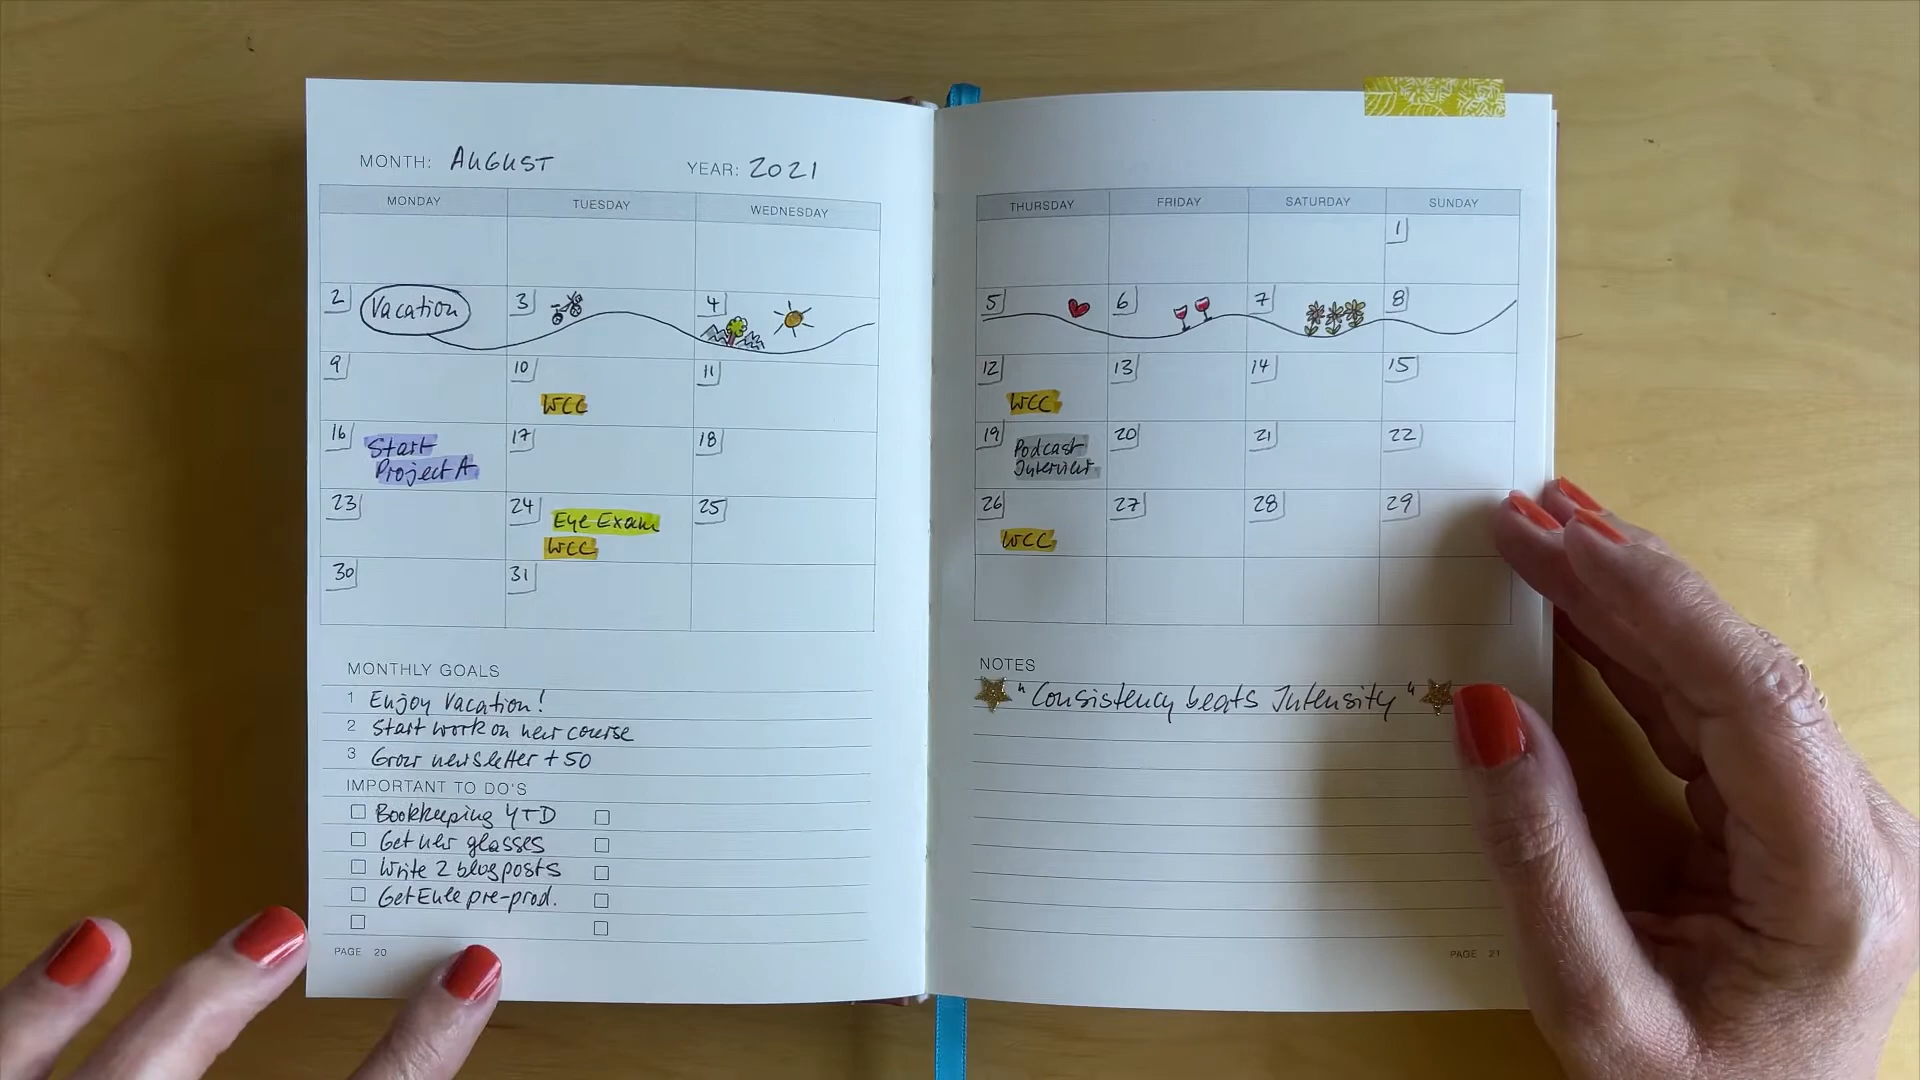 MONTH: AUGUST
YEAR: 2021
MONDAY TUESDAY WEDNESDAY THURSDAY FRIDAY SATURDAY SUNDAY
1
2 Vacation 3 4 5 6 7 8
9 10 11 12 13 14 15
WCC WCC
16 Start 17 18 19 Podcast 20 21 22
Project A Interview
23 24 Eye Exam 25 26 27 28 29
WCC WCC
30 31
MONTHLY GOALS
1 Enjoy Vacation!
2 Start work on new course
3 Grow newsletter +50
IMPORTANT TO DO'S
Bookkeeping YTD
Get new glasses
Write 2 blogposts
Get Eule pre-prod.
PAGE 20
NOTES
"Consistency beats Intensity"
PAGE 21